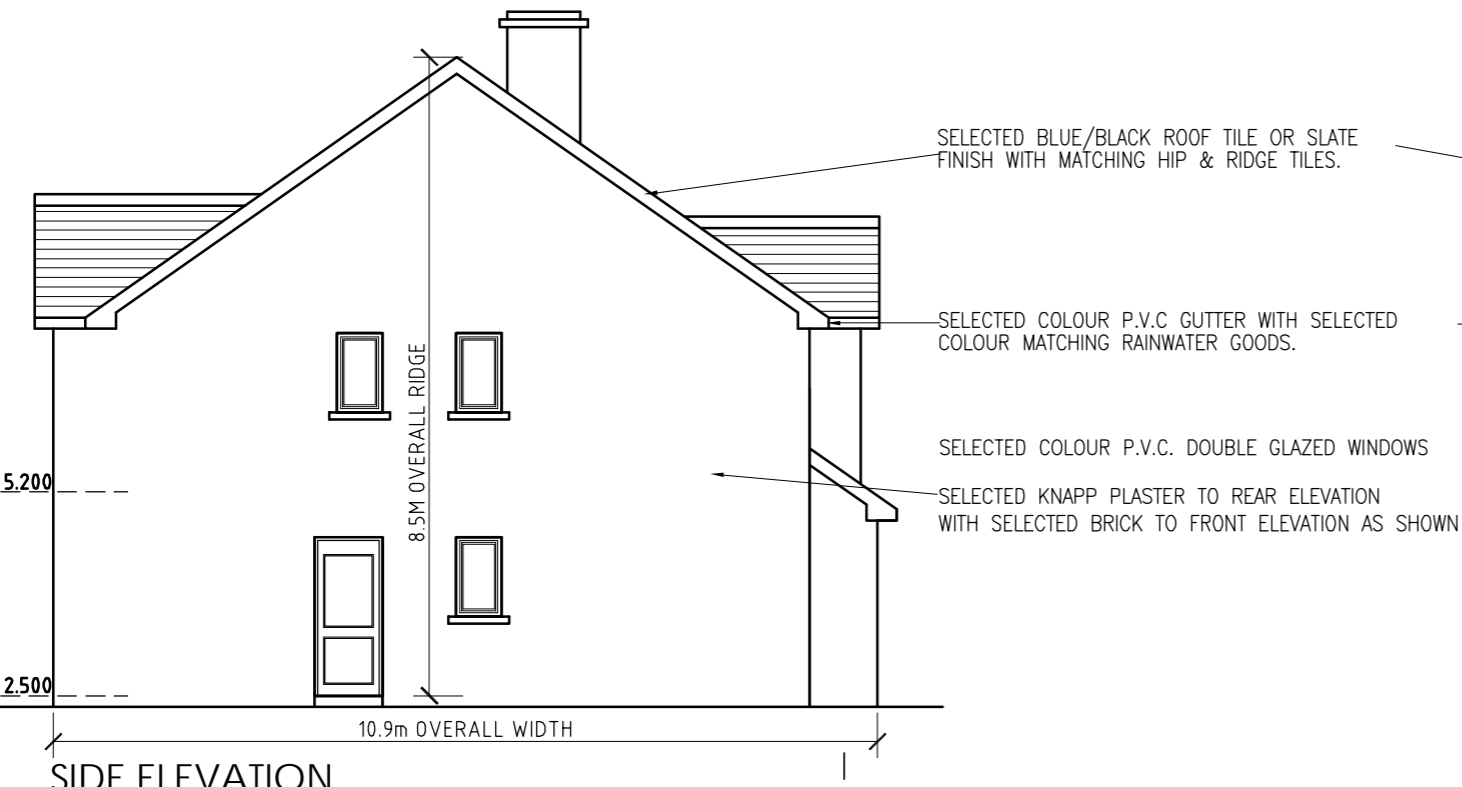 SELECTED BLUE/BLACK ROOF TILE OR SLATE
FINISH WITH MATCHING HIP & RIDGE TILES.
SELECTED COLOUR P.V.C GUTTER WITH SELECTED
COLOUR MATCHING RAINWATER GOODS.
SELECTED COLOUR P.V.C. DOUBLE GLAZED WINDOWS
SELECTED KNAPP PLASTER TO REAR ELEVATION
WITH SELECTED BRICK TO FRONT ELEVATION AS SHOWN
8.5M OVERALL RIDGE
5.200
2.500
10.9m OVERALL WIDTH
SIDE ELEVATION